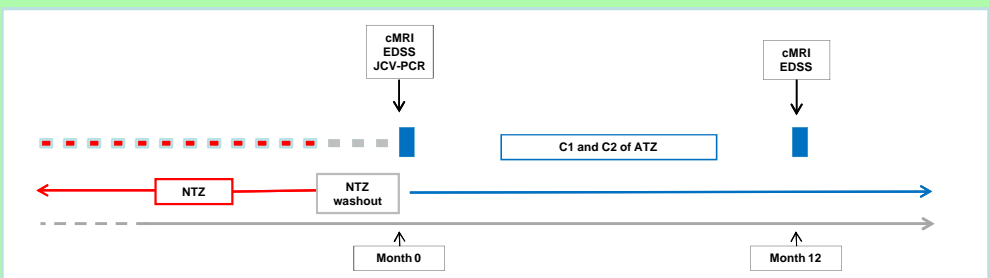 cMRI
EDSS
JCV-PCR
cMRI
EDSS
C1 and C2 of ATZ
NTZ
NTZ
washout
Month 0
Month 12